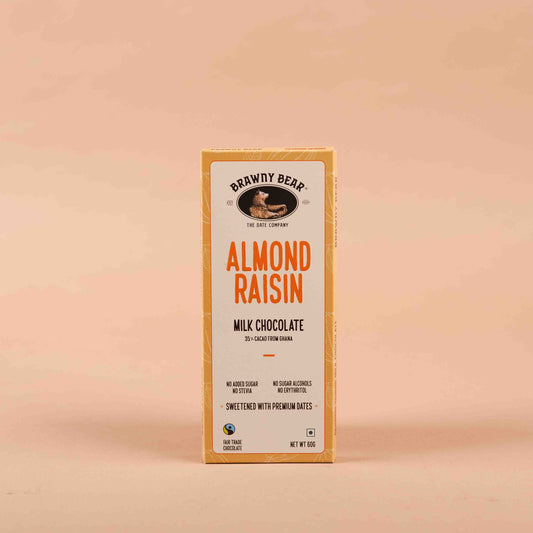 BRAWNY BEAR
THE DATE COMPANY
ALMOND
RAISIN
MILK CHOCOLATE
35% CACAO FROM GHANA
NO ADDED SUGAR
NO STEVIA
NO SUGAR ALCOHOLS
NO ERYTHRITOL
SWEETENED WITH PREMIUM DATES
FAIR TRADE
CHOCOLATE
NET WT 60G